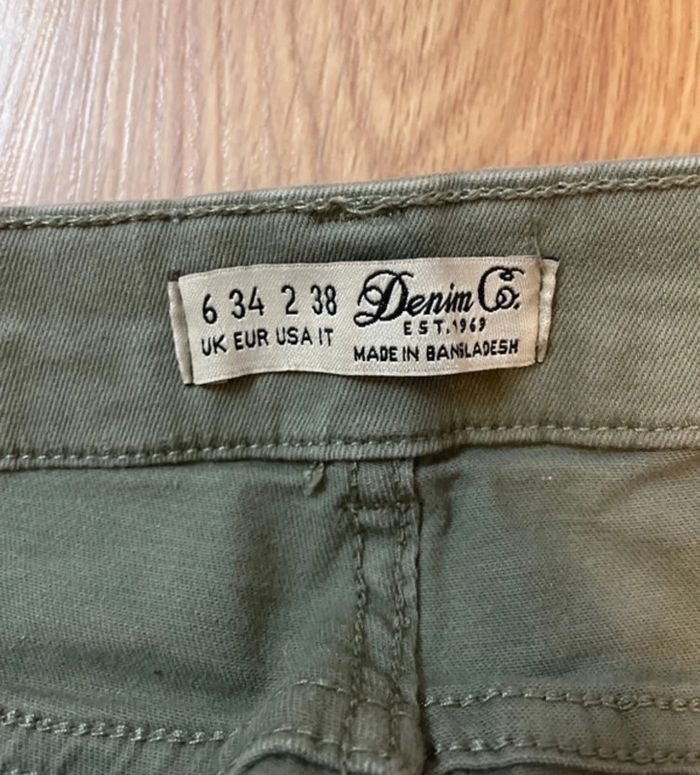 6 34 2 38
UK EUR USA IT
Denim Co.
EST. 1969
MADE IN BANGLADESH